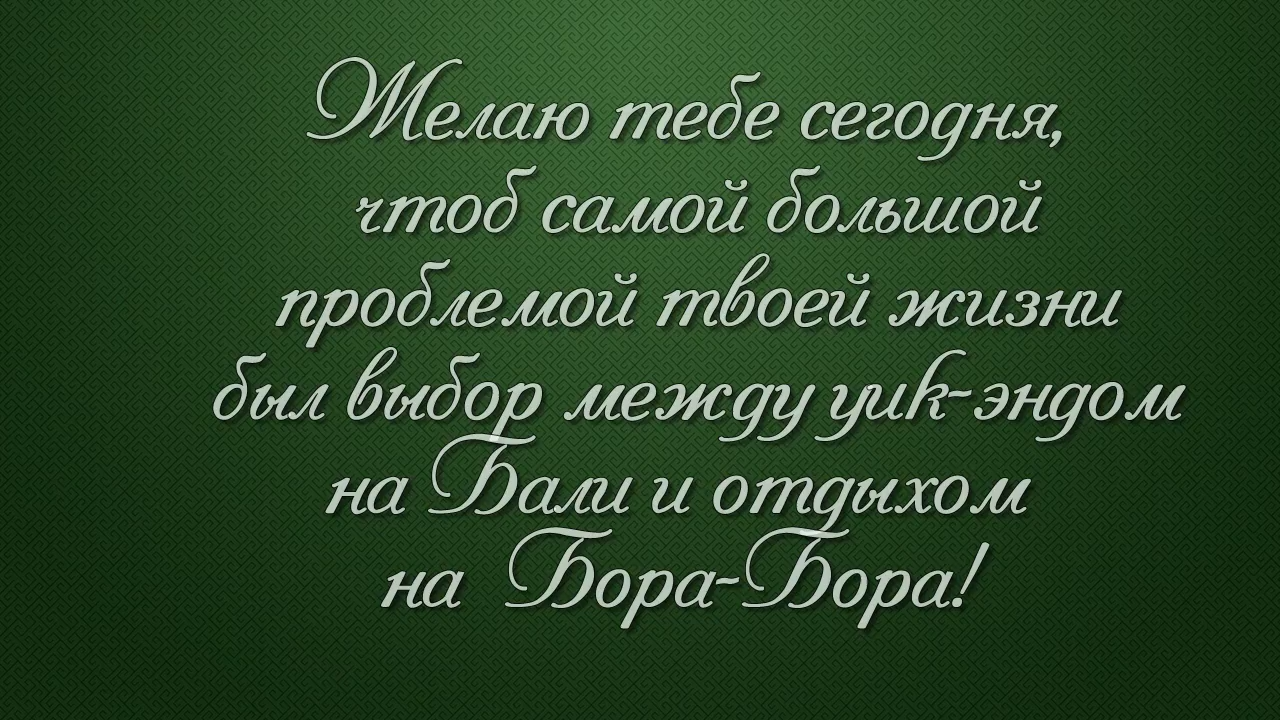 Желаю тебе сегодня,
чтоб самой большой
проблемой твоей жизни
был выбор между уик-эндом
на Бали и отдыхом
на Бора-Бора!